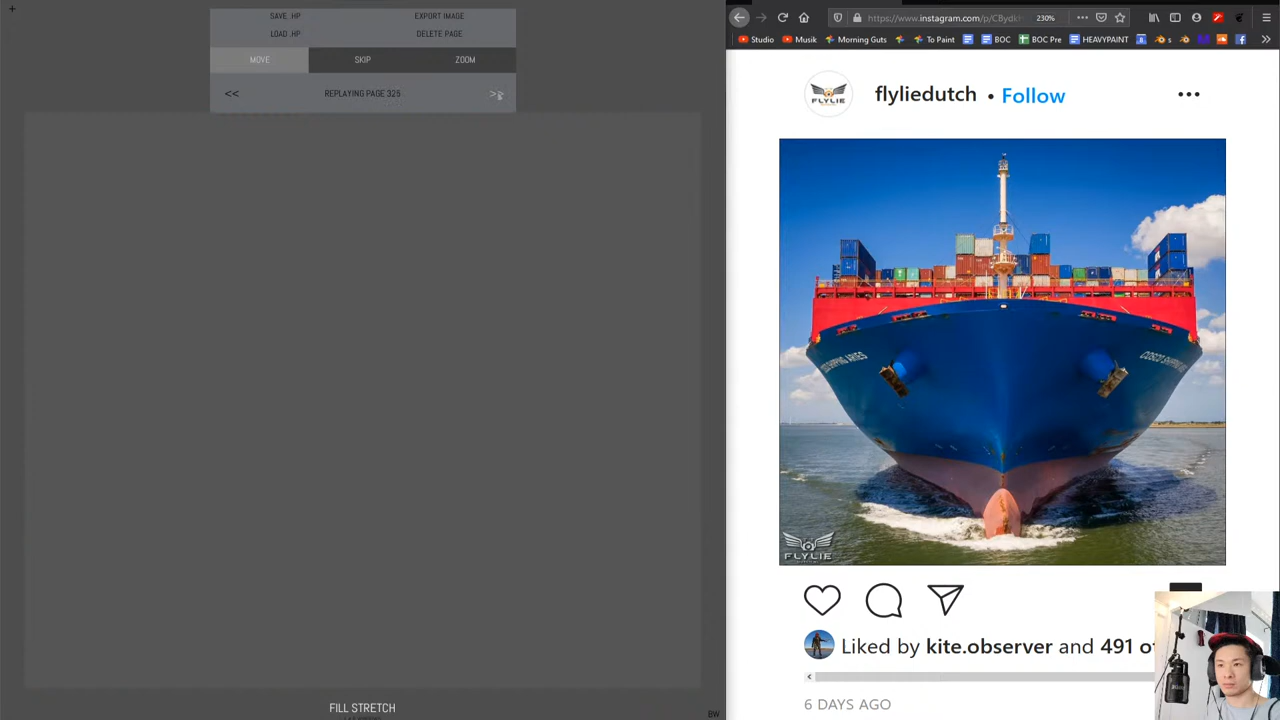 SAVE .HP
EXPORT IMAGE
LOAD .HP
DELETE PAGE
MOVE
SKIP
ZOOM
<<
REPLAYING PAGE 325
>>
FILL STRETCH
BW
https://www.instagram.com/p/CByd
230%
Studio
Musik
Morning Guts
To Paint
BOC
BOC Pre
HEAVYPAINT
flyliedutch • Follow
FLYLIE
Liked by kite.observer and 491
6 DAYS AGO